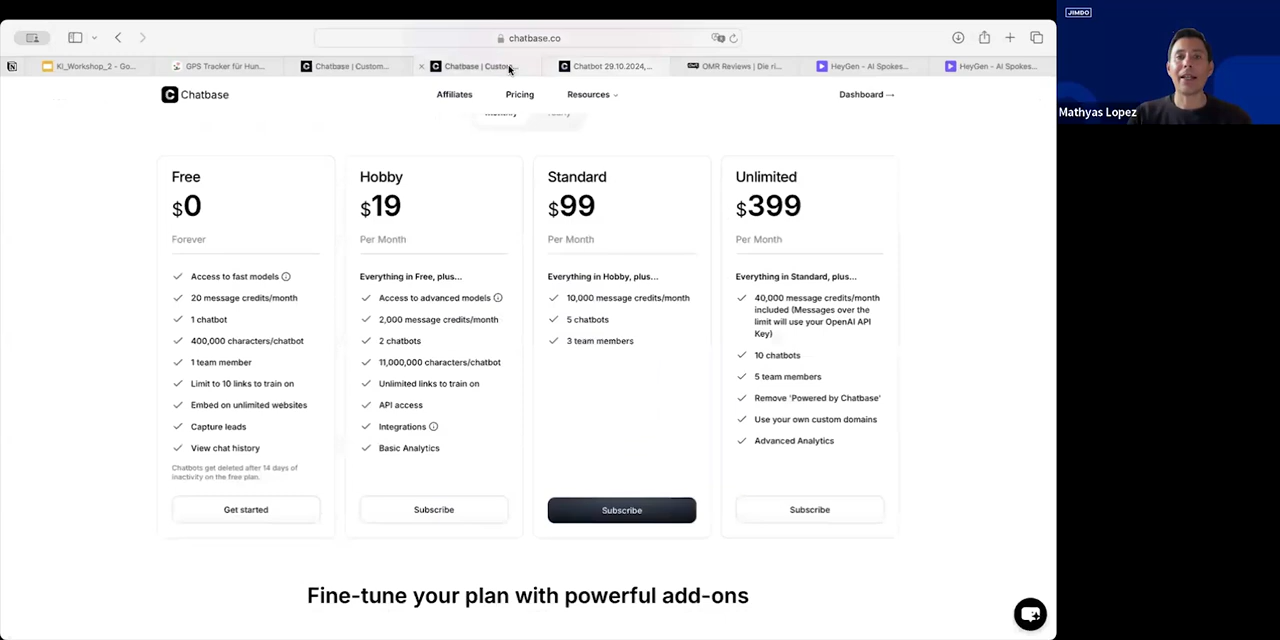 chatbase.co
KI_Workshop_2 - Go...
GPS Tracker für Hun...
Chatbase | Custom...
Chatbase | Custo
Chatbot 29.10.2024,...
OMR Reviews | Die ri...
HeyGen - AI Spokes...
HeyGen - AI Spokes...
JIMDO
Mathyas Lopez
Chatbase
Affiliates
Pricing
Resources
Dashboard →
Monthly
Yearly
Free
$0
Forever
Access to fast models
20 message credits/month
1 chatbot
400,000 characters/chatbot
1 team member
Limit to 10 links to train on
Embed on unlimited websites
Capture leads
View chat history
Chatbots get deleted after 14 days of
inactivity on the free plan.
Get started
Hobby
$19
Per Month
Everything in Free, plus...
Access to advanced models
2,000 message credits/month
2 chatbots
11,000,000 characters/chatbot
Unlimited links to train on
API access
Integrations
Basic Analytics
Subscribe
Standard
$99
Per Month
Everything in Hobby, plus...
10,000 message credits/month
5 chatbots
3 team members
Subscribe
Unlimited
$399
Per Month
Everything in Standard, plus...
40,000 message credits/month
included (Messages over the
limit will use your OpenAI API
Key)
10 chatbots
5 team members
Remove 'Powered by Chatbase'
Use your own custom domains
Advanced Analytics
Subscribe
Fine-tune your plan with powerful add-ons